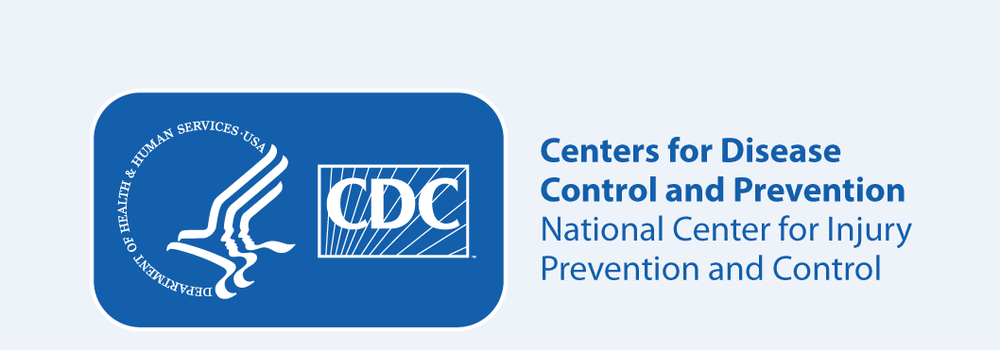 DEPARTMENT OF HEALTH & HUMAN SERVICES · USA
CDC
™
Centers for Disease
Control and Prevention
National Center for Injury
Prevention and Control